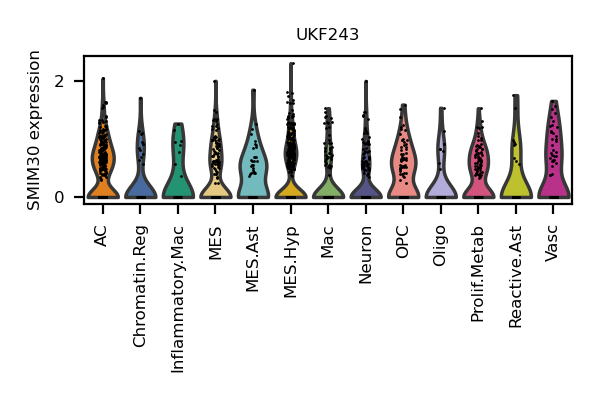 UKF243
SMIM30 expression
2
0
AC
Chromatin.Reg
Inflammatory.Mac
MES
MES.Ast
MES.Hyp
Mac
Neuron
OPC
Oligo
Prolif.Metab
Reactive.Ast
Vasc